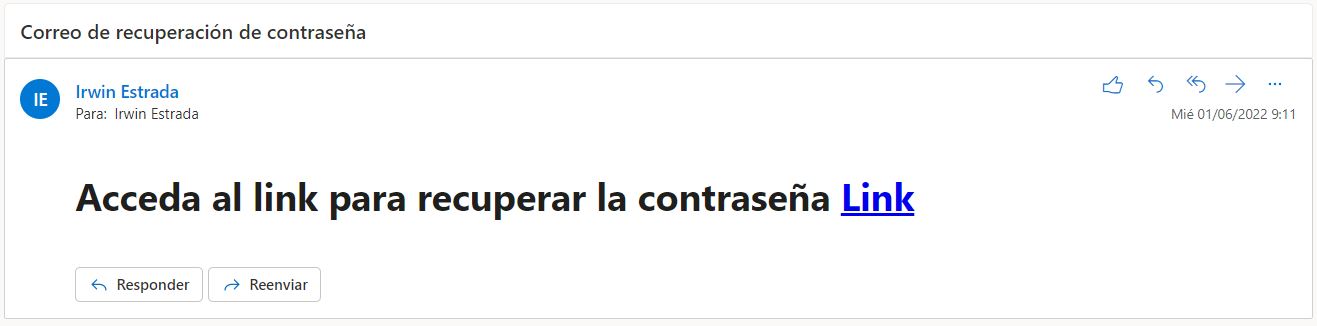 Correo de recuperación de contraseña
IE
Irwin Estrada
Para: Irwin Estrada
Mié 01/06/2022 9:11
Acceda al link para recuperar la contraseña Link
Responder
Reenviar